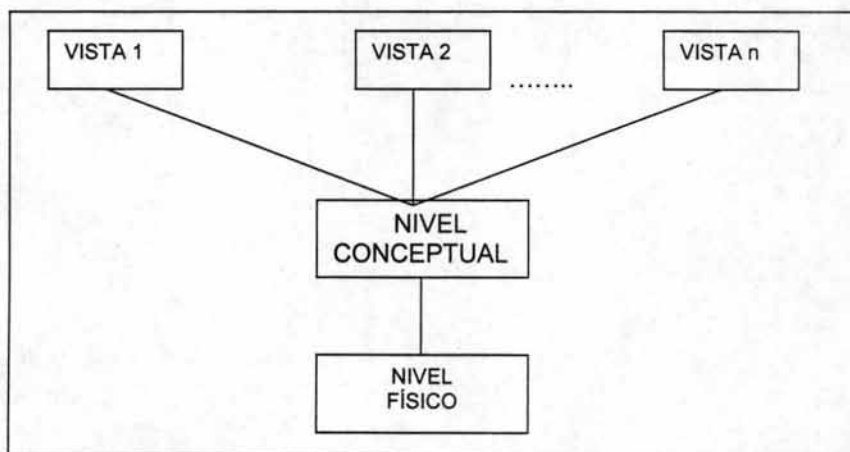 VISTA 1
VISTA 2
........
VISTA n
NIVEL
CONCEPTUAL
NIVEL
FÍSICO